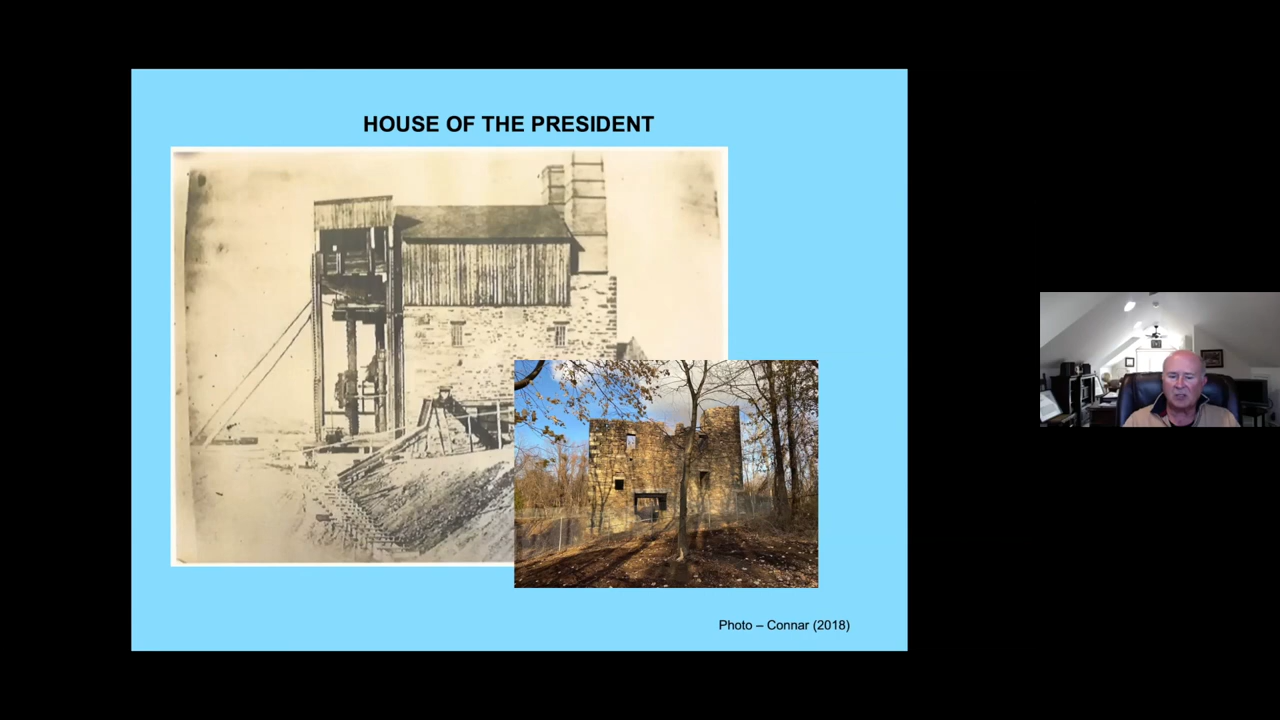 HOUSE OF THE PRESIDENT
Photo – Connar (2018)